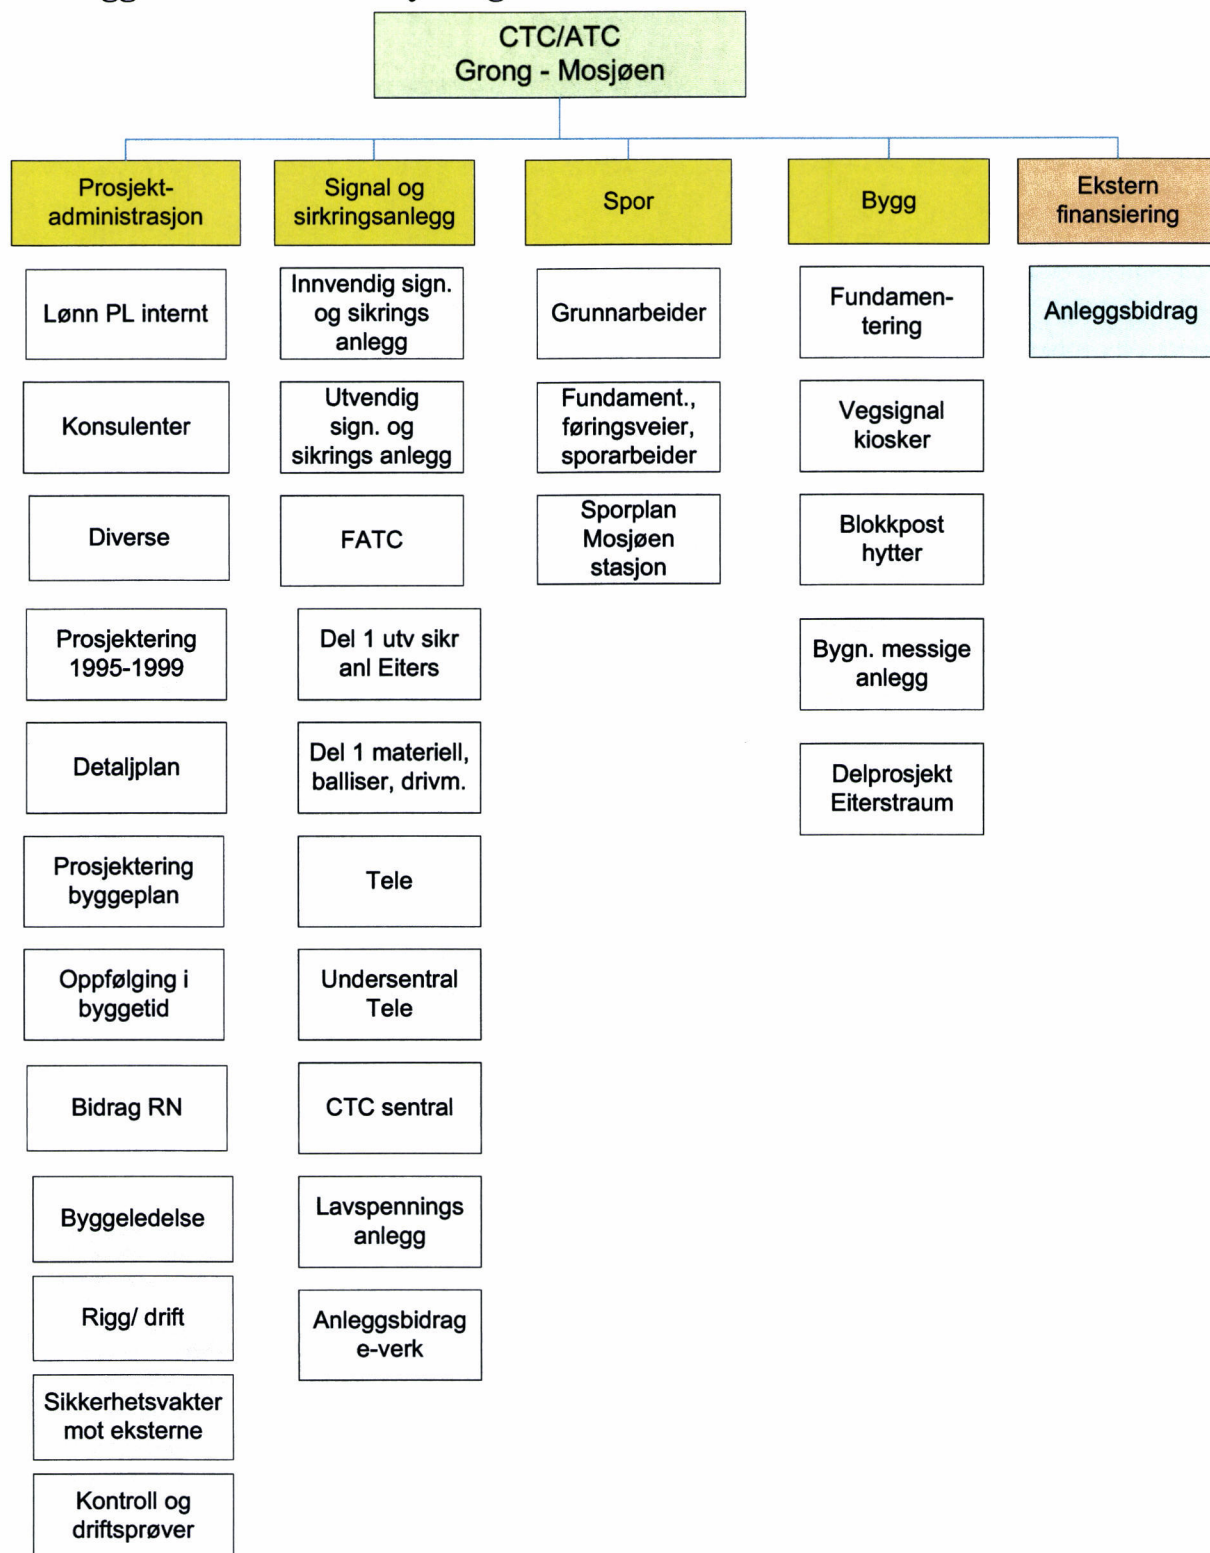 CTC/ATC
Grong - Mosjøen
Prosjekt-
administrasjon
Lønn PL internt
Konsulenter
Diverse
Prosjektering
1995-1999
Detaljplan
Prosjektering
byggeplan
Oppfølging i
byggetid
Bidrag RN
Byggeledelse
Rigg/ drift
Sikkerhetsvakter
mot eksterne
Kontroll og
driftsprøver
Signal og
sirkringsanlegg
Innvendig sign.
og sikrings
anlegg
Utvendig
sign. og
sikrings anlegg
FATC
Del 1 utv sikr
anl Eiters
Del 1 materiell,
balliser, drivm.
Tele
Undersentral
Tele
CTC sentral
Lavspennings
anlegg
Anleggsbidrag
e-verk
Spor
Grunnarbeider
Fundament.,
føringsveier,
sporarbeider
Sporplan
Mosjøen
stasjon
Bygg
Fundamen-
tering
Vegsignal
kiosker
Blokkpost
hytter
Bygn. messige
anlegg
Delprosjekt
Eiterstraum
Ekstern
finansiering
Anleggsbidrag